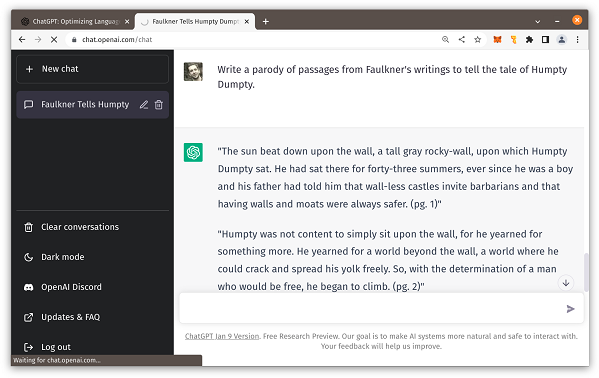 ChatGPT: Optimizing Languag
Faulkner Tells Humpty Dumpt
chat.openai.com/chat
+ New chat
Faulkner Tells Humpty
Clear conversations
Dark mode
OpenAI Discord
Updates & FAQ
Log out
Waiting for chat.openai.com...
Write a parody of passages from Faulkner's writings to tell the tale of Humpty
Dumpty.
"The sun beat down upon the wall, a tall gray rocky-wall, upon which Humpty
Dumpty sat. He had sat there for forty-three summers, ever since he was a boy
and his father had told him that wall-less castles invite barbarians and that
having walls and moats were always safer. (pg. 1)"
"Humpty was not content to simply sit upon the wall, for he yearned for
something more. He yearned for a world beyond the wall, a world where he
could crack and spread his yolk freely. So, with the determination of a man
who would be free, he began to climb. (pg. 2)"
ChatGPT Jan 9 Version. Free Research Preview. Our goal is to make AI systems more natural and safe to interact with.
Your feedback will help us improve.